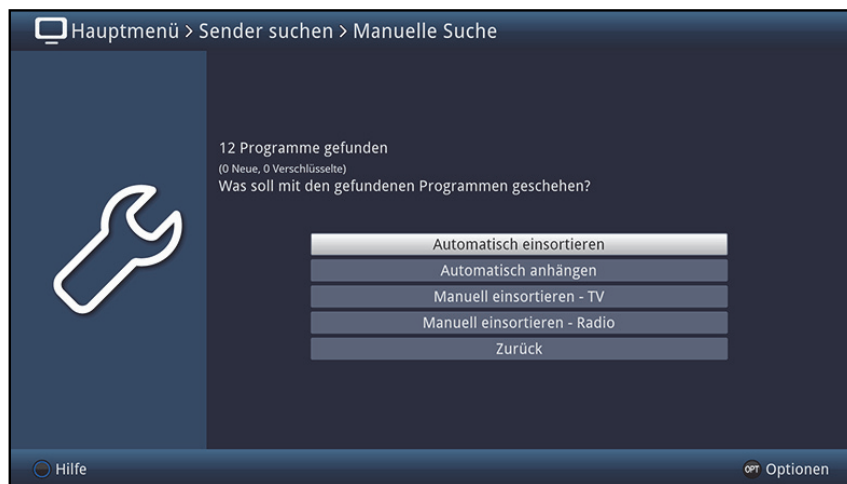 Hauptmenü > Sender suchen > Manuelle Suche
12 Programme gefunden
(0 Neue, 0 Verschlüsselte)
Was soll mit den gefundenen Programmen geschehen?
Automatisch einsortieren
Automatisch anhängen
Manuell einsortieren - TV
Manuell einsortieren - Radio
Zurück
Hilfe
OPT Optionen